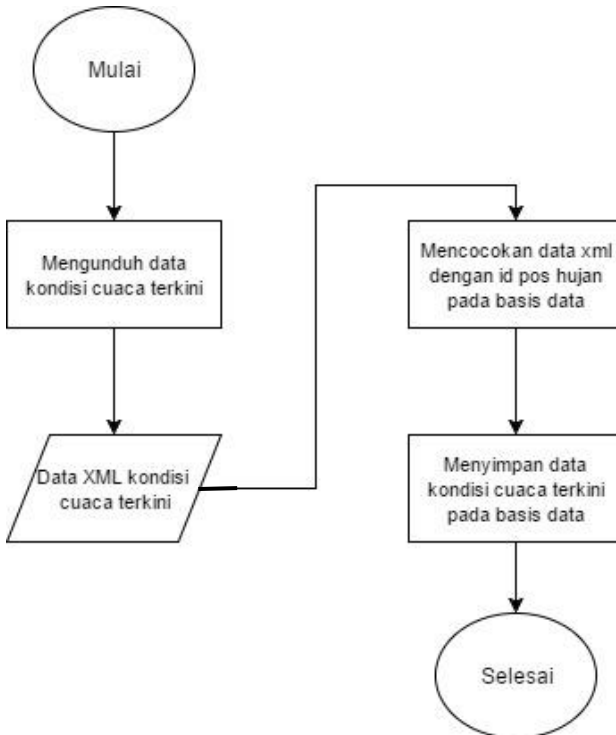 Mulai
Mengunduh data
kondisi cuaca terkini
Data XML kondisi
cuaca terkini
Mencocokan data xml
dengan id pos hujan
pada basis data
Menyimpan data
kondisi cuaca terkini
pada basis data
Selesai